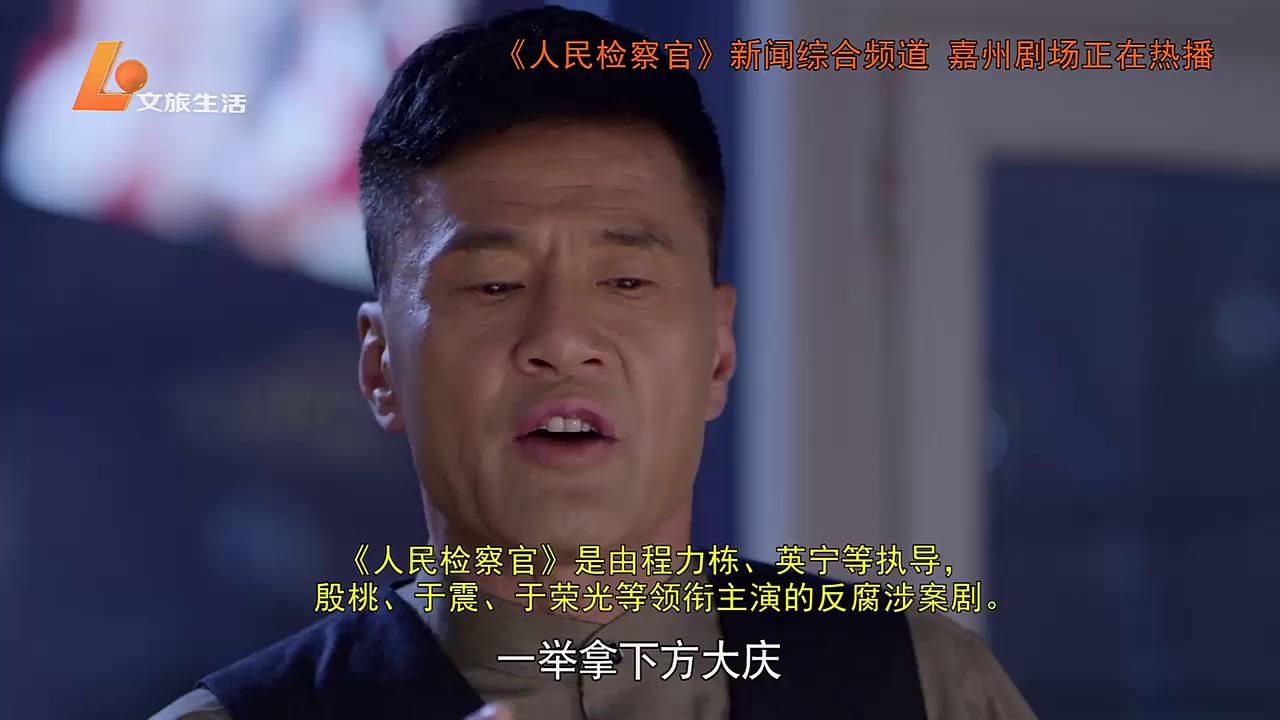 《人民检察官》新闻综合频道 嘉州剧场正在热播
文旅生活
《人民检察官》是由程力栋、英宁等执导，
殷桃、于震、于荣光等领衔主演的反腐涉案剧。
一举拿下方大庆